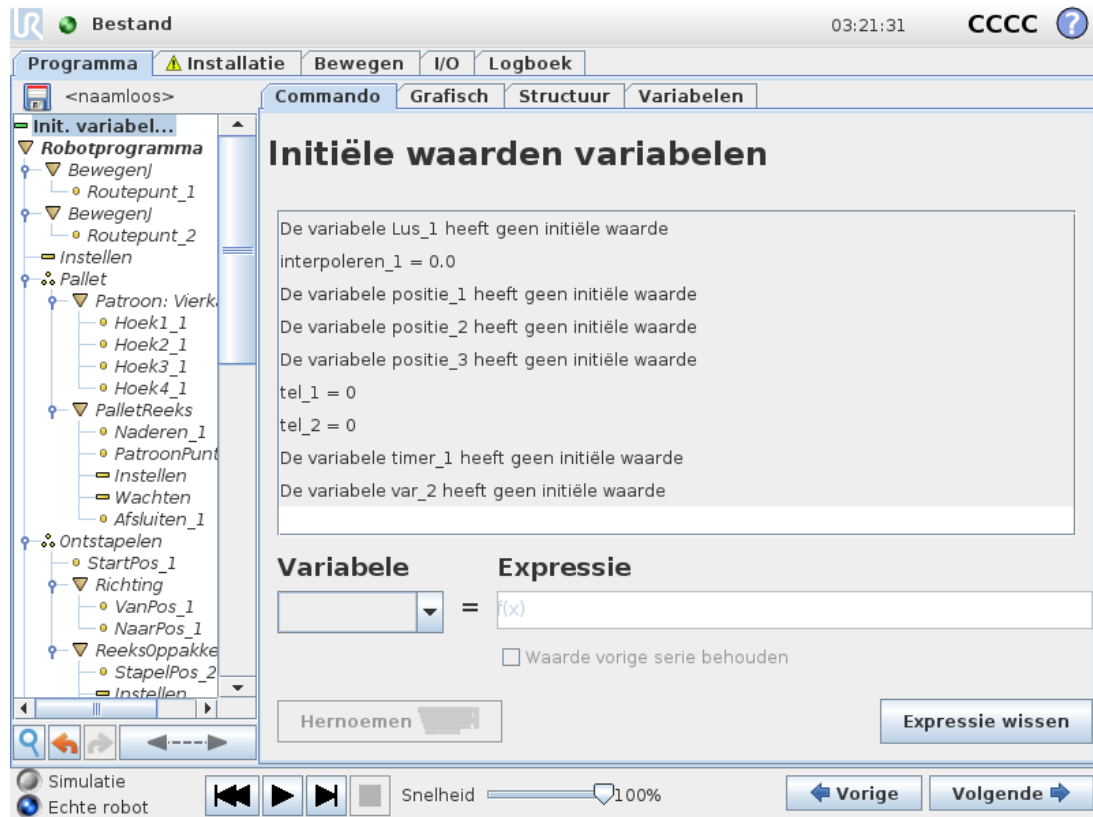 UR Bestand 03:21:31 CCCC ?
Programma Installatie Bewegen I/O Logboek
<naamloos>
Commando Grafisch Structuur Variabelen
Init. variabel...
Robotprogramma
BewegenJ
Routepunt_1
BewegenJ
Routepunt_2
Instellen
Pallet
Patroon: Vierk
Hoek1_1
Hoek2_1
Hoek3_1
Hoek4_1
PalletReeks
Naderen_1
PatroonPunt
Instellen
Wachten
Afsluiten_1
Ontstapelen
StartPos_1
Richting
VanPos_1
NaarPos_1
ReeksOppakke
StapelPos_2
Instellen
Initiële waarden variabelen
De variabele Lus_1 heeft geen initiële waarde
interpoleren_1 = 0.0
De variabele positie_1 heeft geen initiële waarde
De variabele positie_2 heeft geen initiële waarde
De variabele positie_3 heeft geen initiële waarde
tel_1 = 0
tel_2 = 0
De variabele timer_1 heeft geen initiële waarde
De variabele var_2 heeft geen initiële waarde
Variabele Expressie
= f(x)
Waarde vorige serie behouden
Hernoemen
Expressie wissen
Simulatie
Echte robot
Snelheid 100%
Vorige Volgende